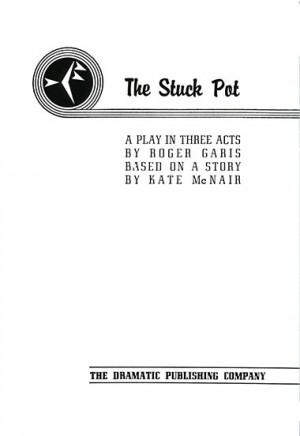 The Stuck Pot
A PLAY IN THREE ACTS
BY ROGER GARIS
BASED ON A STORY
BY KATE McNAIR
THE DRAMATIC PUBLISHING COMPANY